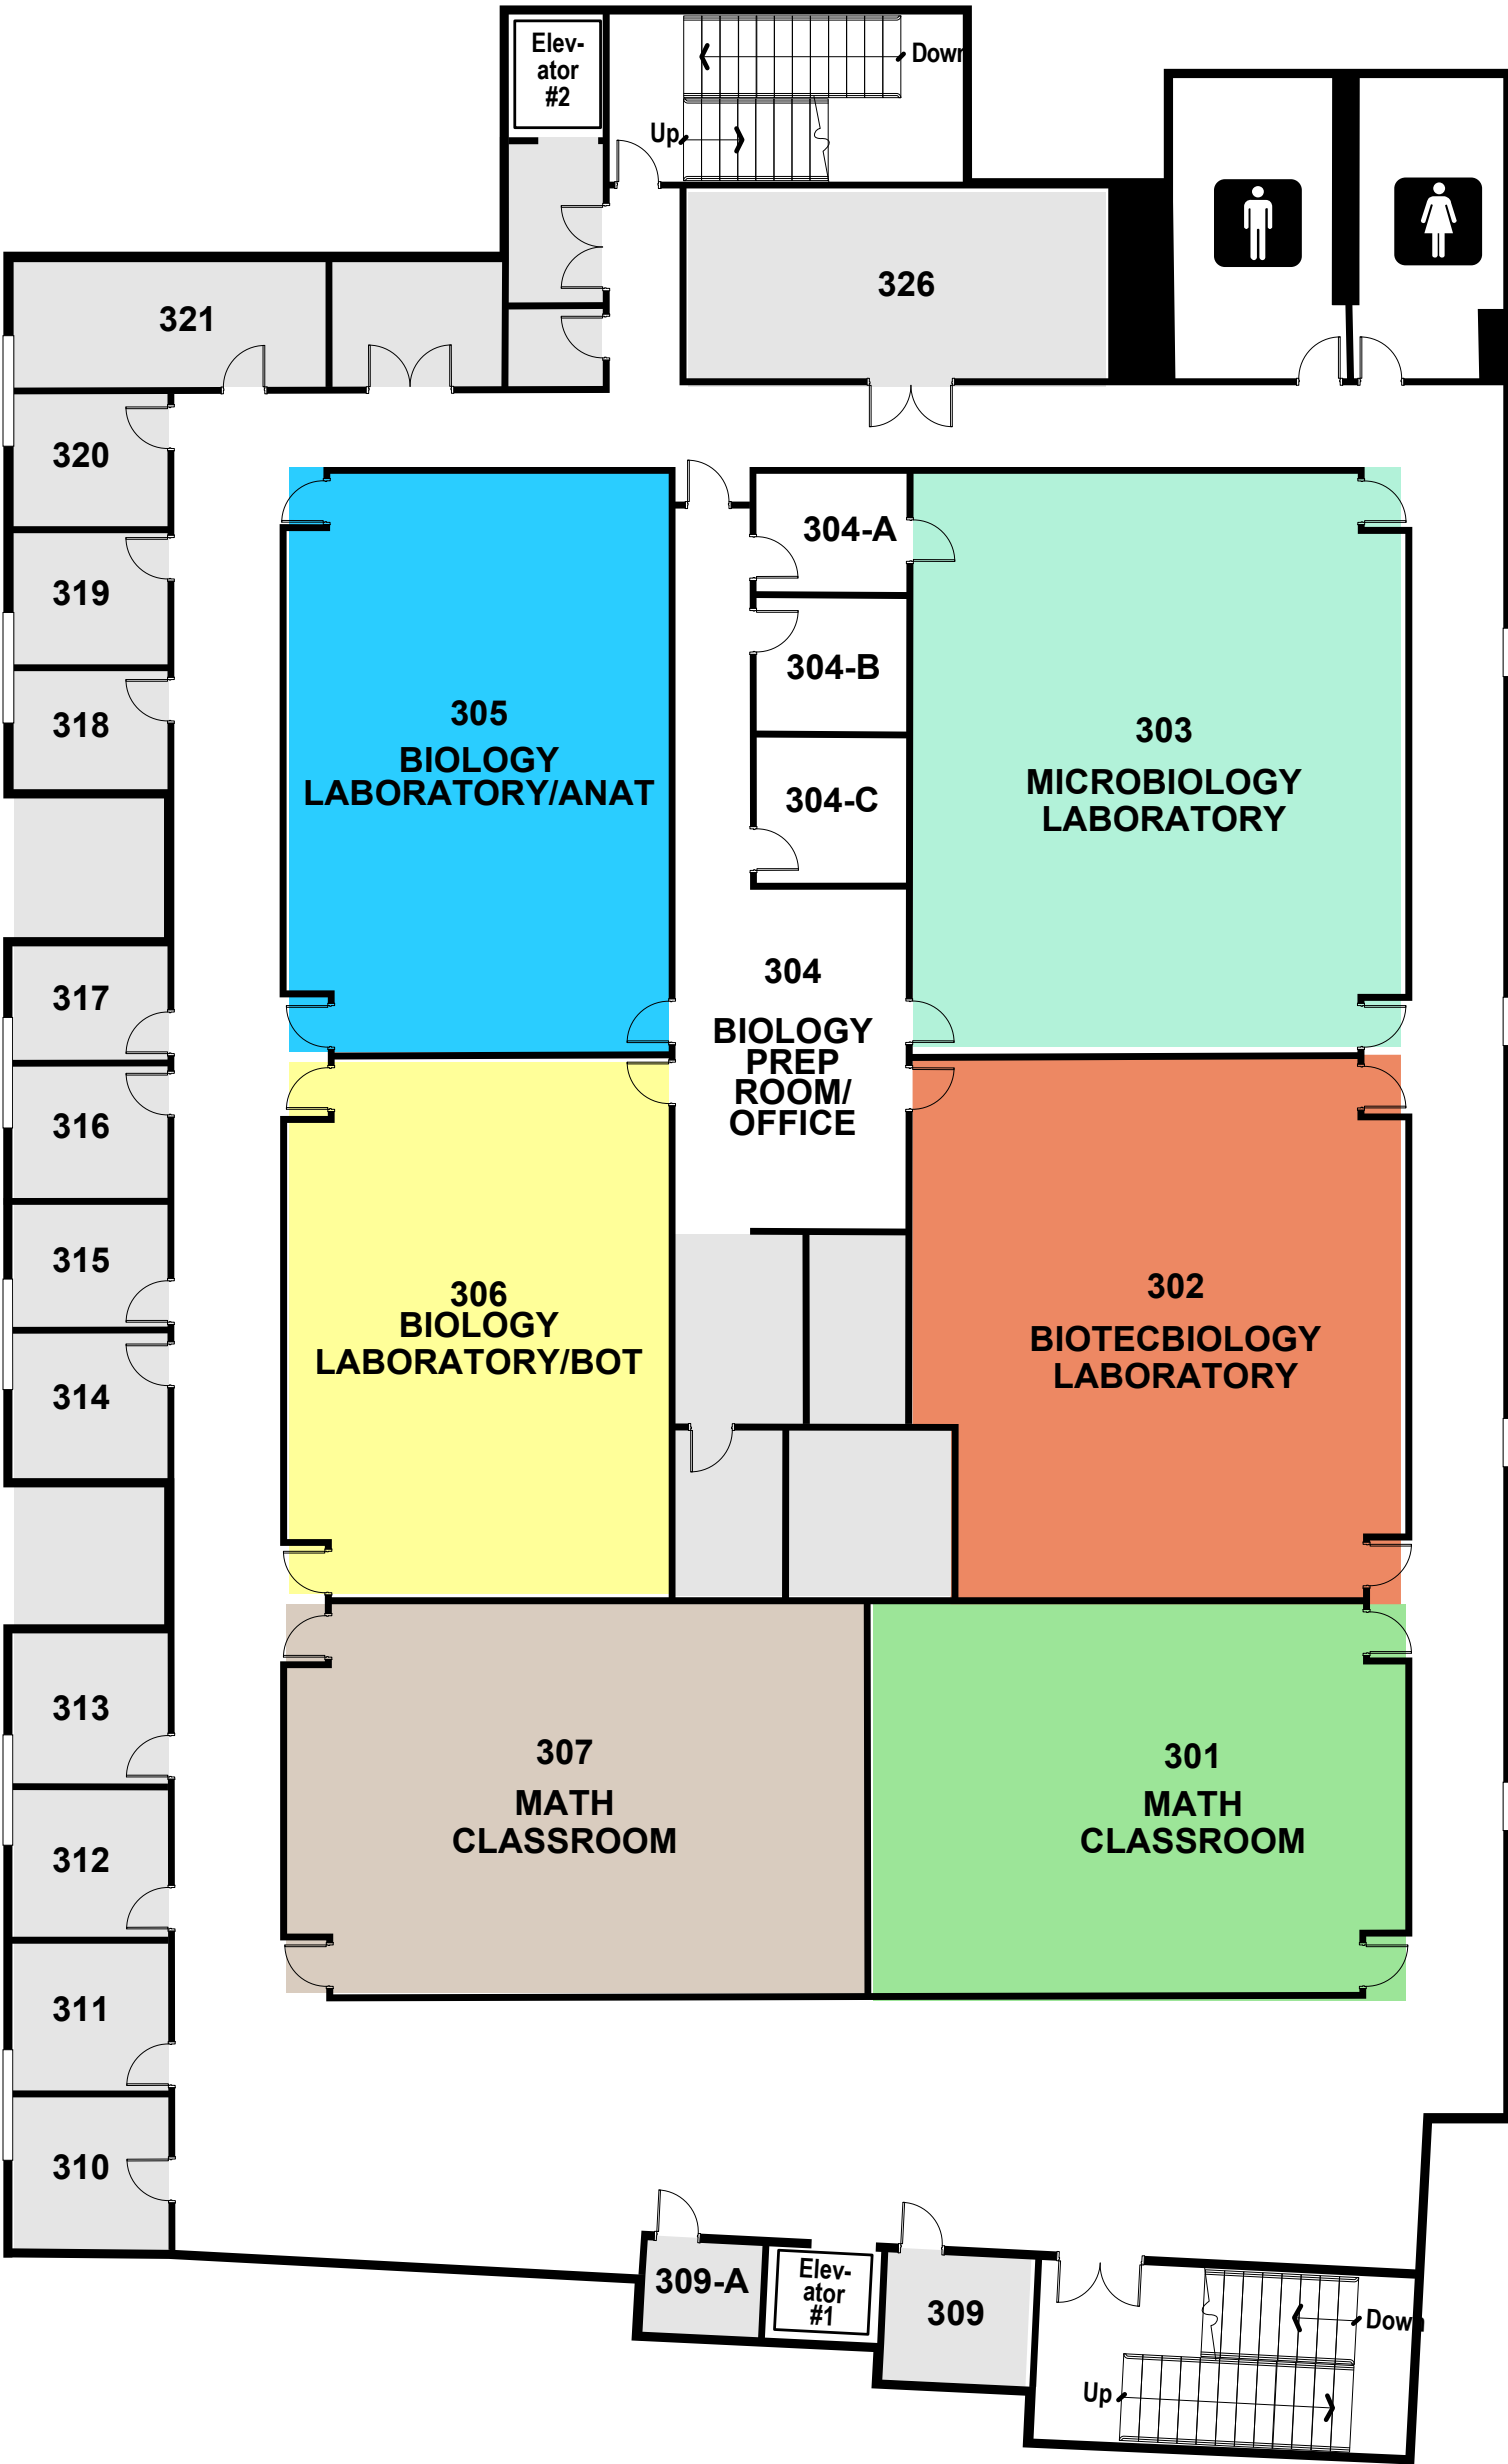 Elev-
ator
#2
Down
Up
326
321
320
319
318
317
316
315
314
313
312
311
310
305
BIOLOGY
LABORATORY/ANAT
304-A
304-B
304-C
303
MICROBIOLOGY
LABORATORY
304
BIOLOGY
PREP
ROOM/
OFFICE
306
BIOLOGY
LABORATORY/BOT
302
BIOTECBIOLOGY
LABORATORY
307
MATH
CLASSROOM
301
MATH
CLASSROOM
309-A
Elev-
ator
#1
309
Down
Up